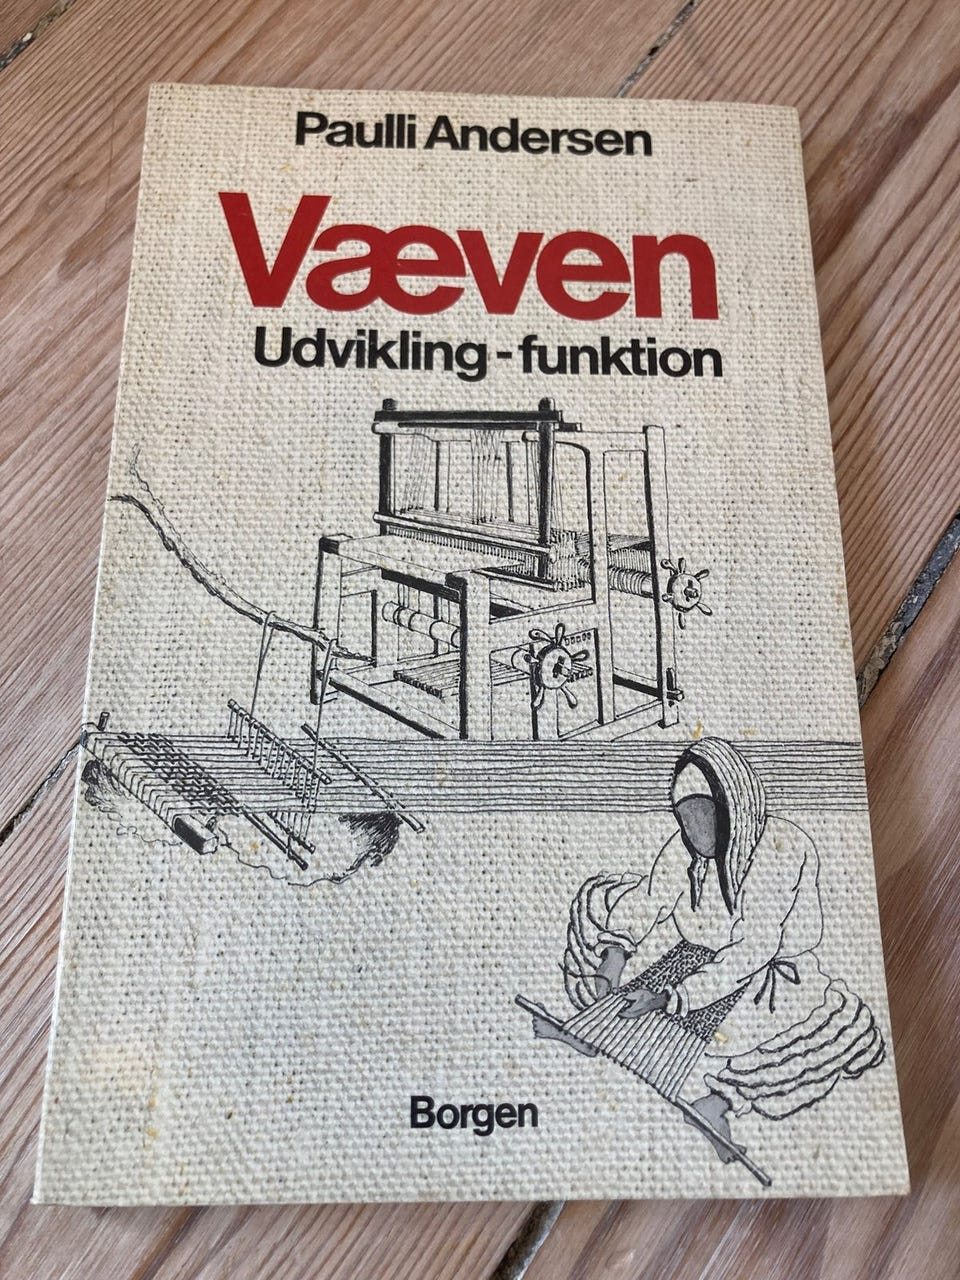 Paulli Andersen
Væven
Udvikling - funktion
Borgen